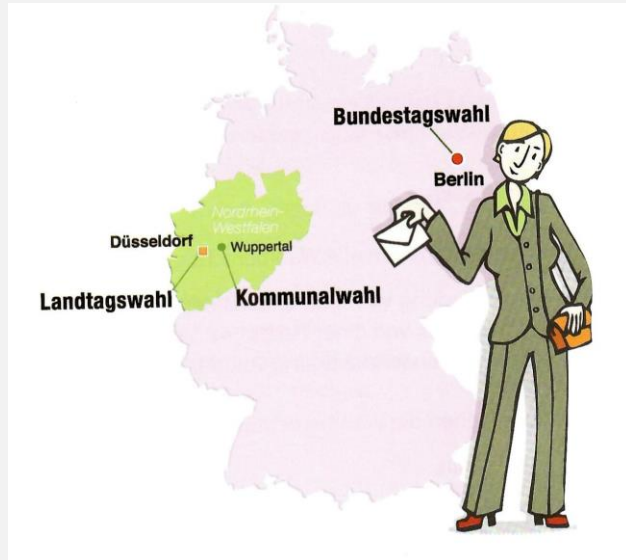 Bundestagswahl
Berlin
Nordrhein-
Westfalen
Düsseldorf
Wuppertal
Landtagswahl
Kommunalwahl